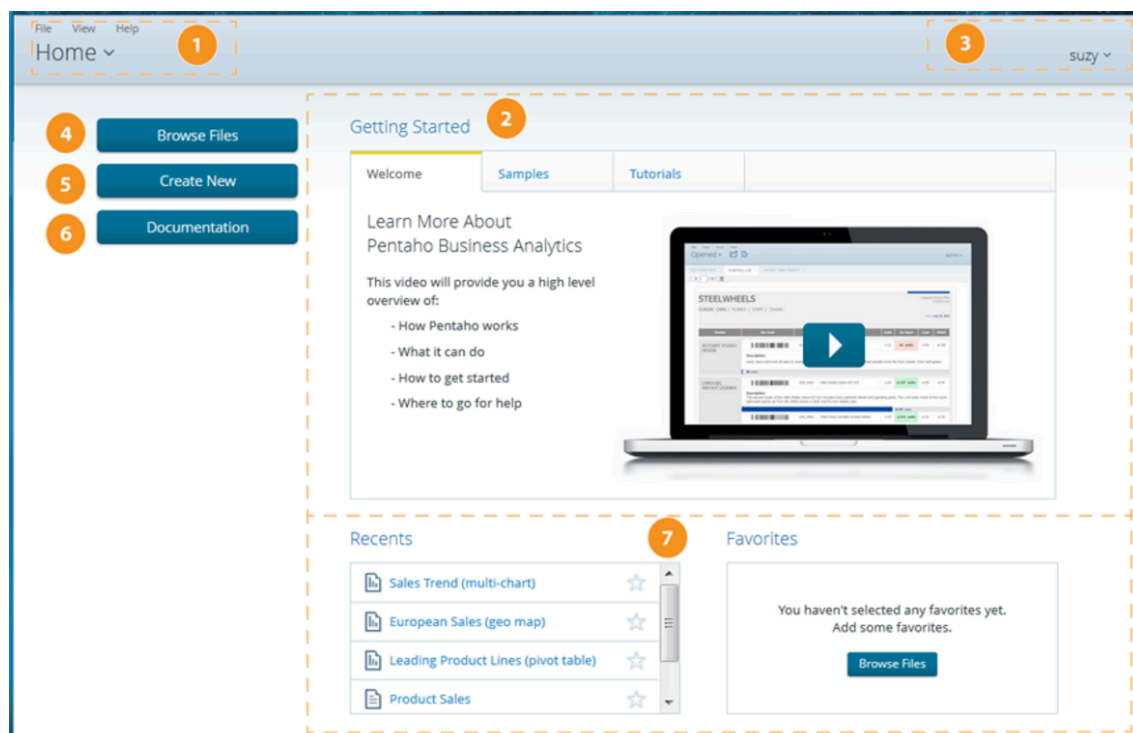 File View Help
Home
1
3
suzy
4
Browse Files
5
Create New
6
Documentation
Getting Started
2
Welcome
Samples
Tutorials
Learn More About
Pentaho Business Analytics
This video will provide you a high level
overview of:
- How Pentaho works
- What it can do
- How to get started
- Where to go for help
Opened
STEELWHEELS
Recents
7
Favorites
Sales Trend (multi-chart)
European Sales (geo map)
Leading Product Lines (pivot table)
Product Sales
You haven't selected any favorites yet.
Add some favorites.
Browse Files